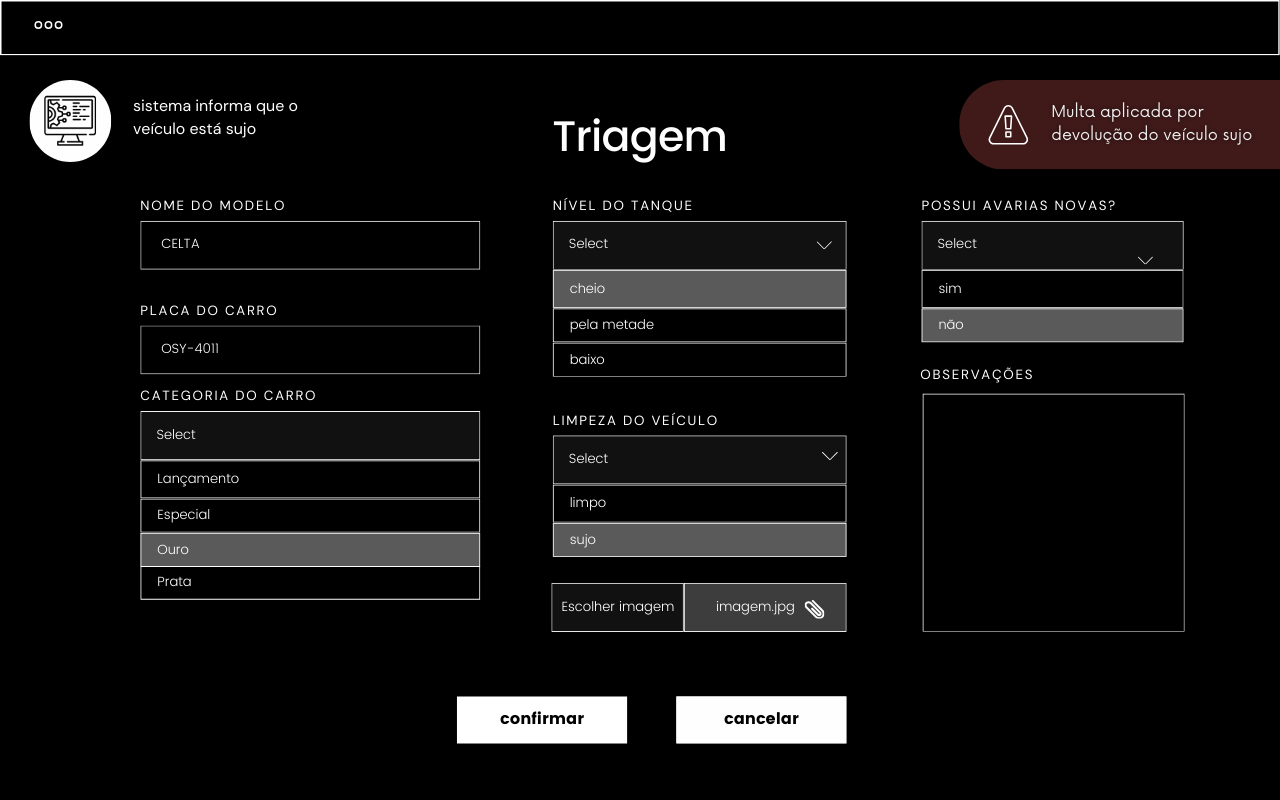 sistema informa que o
veículo está sujo
Triagem
Multa aplicada por
devolução do veículo sujo
NOME DO MODELO
CELTA
PLACA DO CARRO
OSY-4011
CATEGORIA DO CARRO
Select
Lançamento
Especial
Ouro
Prata
NÍVEL DO TANQUE
Select
cheio
pela metade
baixo
LIMPEZA DO VEÍCULO
Select
limpo
sujo
Escolher imagem
imagem.jpg
POSSUI AVARIAS NOVAS?
Select
sim
não
OBSERVAÇÕES
confirmar
cancelar